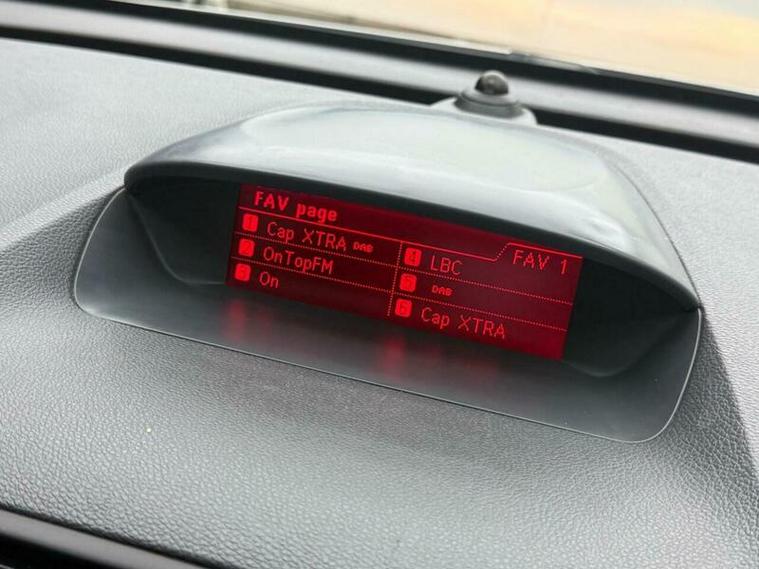 FAV page
FAV 1
1 Cap XTRA DAB
2 OnTopFM
3 On
4 LBC
5 DAB
6 Cap XTRA